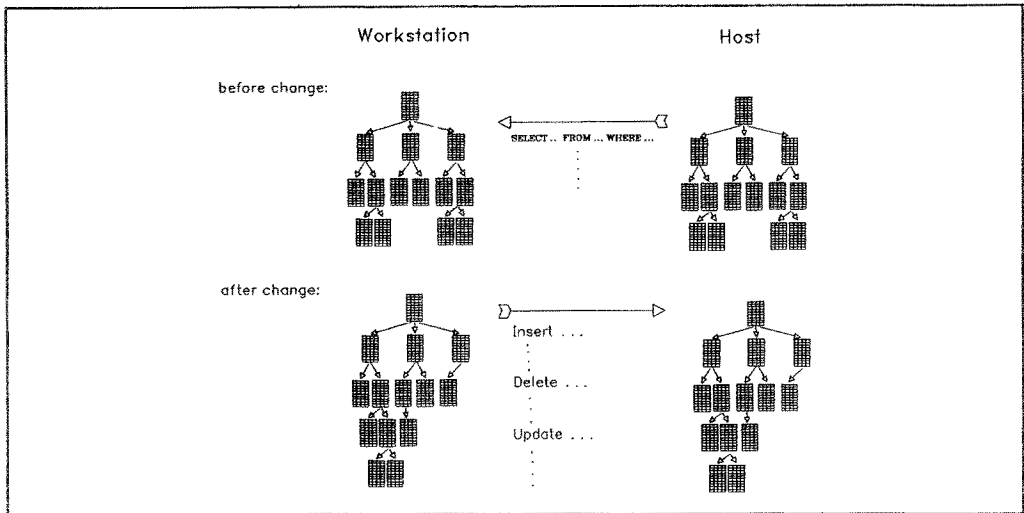 Workstation Host
before change:
SELECT .. FROM ... WHERE ...
after change:
Insert . . .
Delete . . .
Update . . .